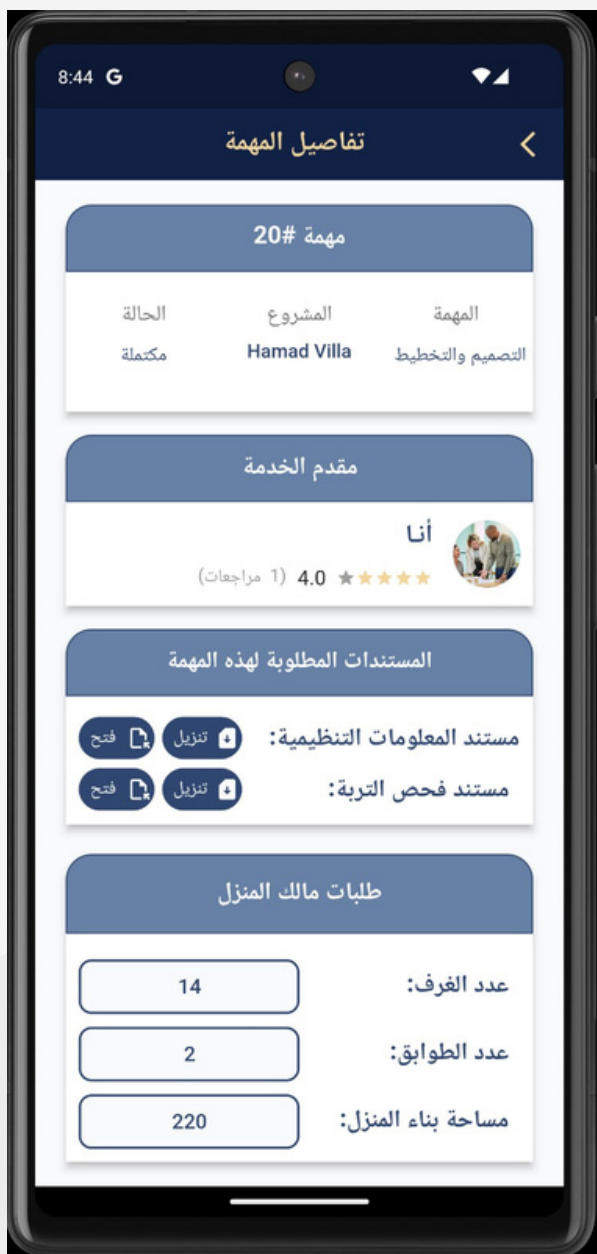 8:44 G
تفاصيل المهمة
مهمة #20
المهمة المشروع الحالة
التصميم والتخطيط Hamad Villa مكتملة
مقدم الخدمة
أنا
4.0 (1 مراجعات)
المستندات المطلوبة لهذه المهمة
مستند المعلومات التنظيمية: تنزيل فتح
مستند فحص التربة: تنزيل فتح
طلبات مالك المنزل
عدد الغرف: 14
عدد الطوابق: 2
مساحة بناء المنزل: 220